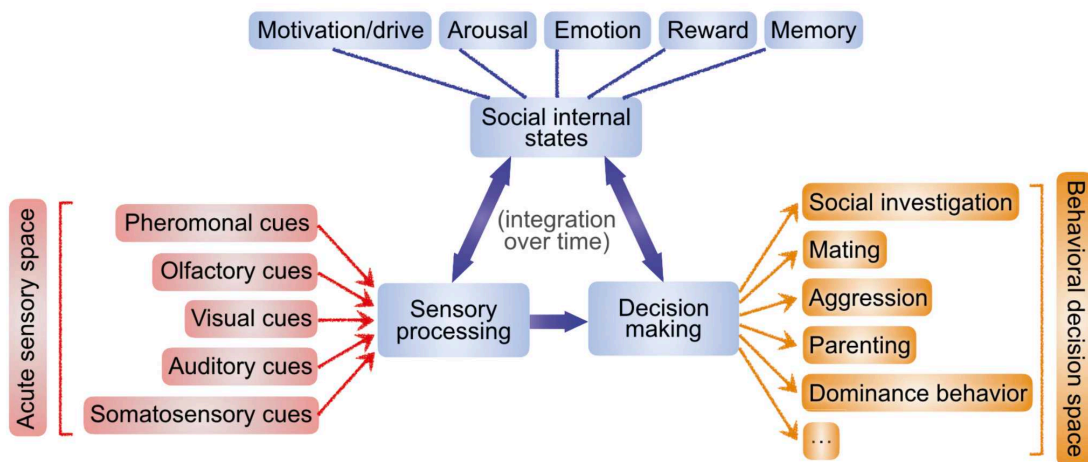 Motivation/drive
Arousal
Emotion
Reward
Memory
Social internal
states
Acute sensory space
Pheromonal cues
Olfactory cues
Visual cues
Auditory cues
Somatosensory cues
(integration
over time)
Sensory
processing
Decision
making
Social investigation
Mating
Aggression
Parenting
Dominance behavior
...
Behavioral decision space